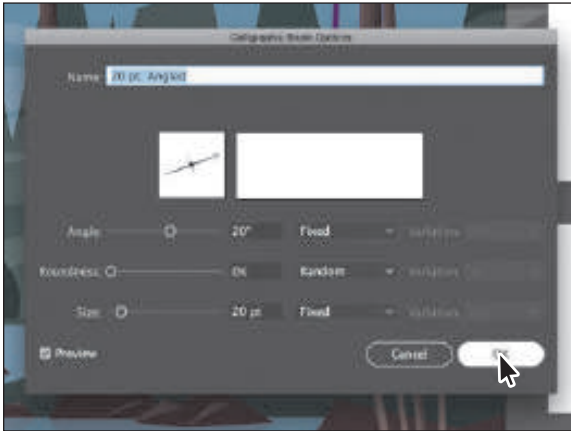 Calligraphic Brush Options
Name: 20 pt. Angled
Angle: 20° Fixed Variation:
Roundness: 0% Random Variation:
Size: 20 pt Fixed Variation:
Preview Cancel OK